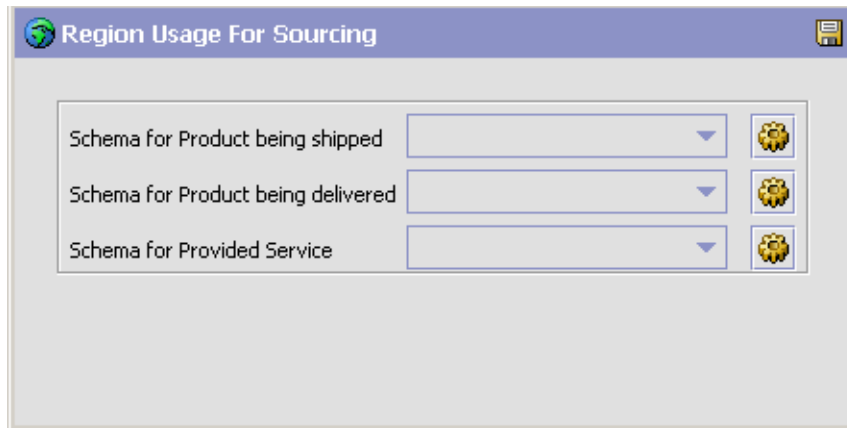 Region Usage For Sourcing
Schema for Product being shipped
Schema for Product being delivered
Schema for Provided Service